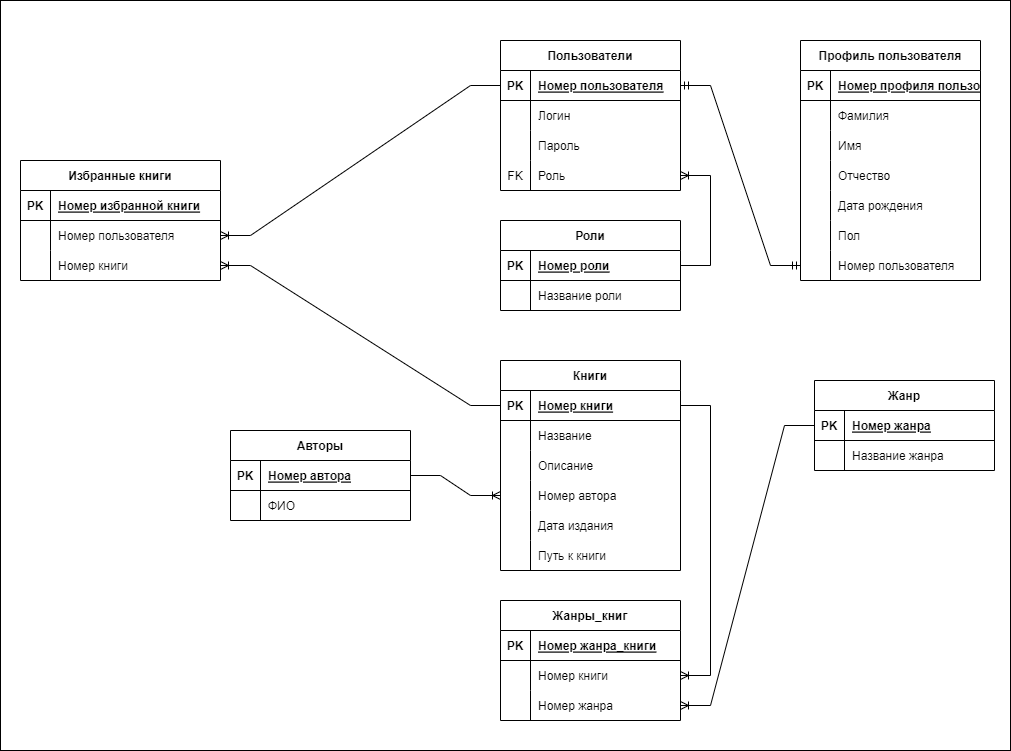 Пользователи
PK Номер пользователя
Логин
Пароль
FK Роль
Профиль пользователя
PK Номер профиля пользо
Фамилия
Имя
Отчество
Дата рождения
Пол
Номер пользователя
Избранные книги
PK Номер избранной книги
Номер пользователя
Номер книги
Роли
PK Номер роли
Название роли
Книги
PK Номер книги
Название
Описание
Номер автора
Дата издания
Путь к книги
Жанр
PK Номер жанра
Название жанра
Авторы
PK Номер автора
ФИО
Жанры_книг
PK Номер жанра_книги
Номер книги
Номер жанра